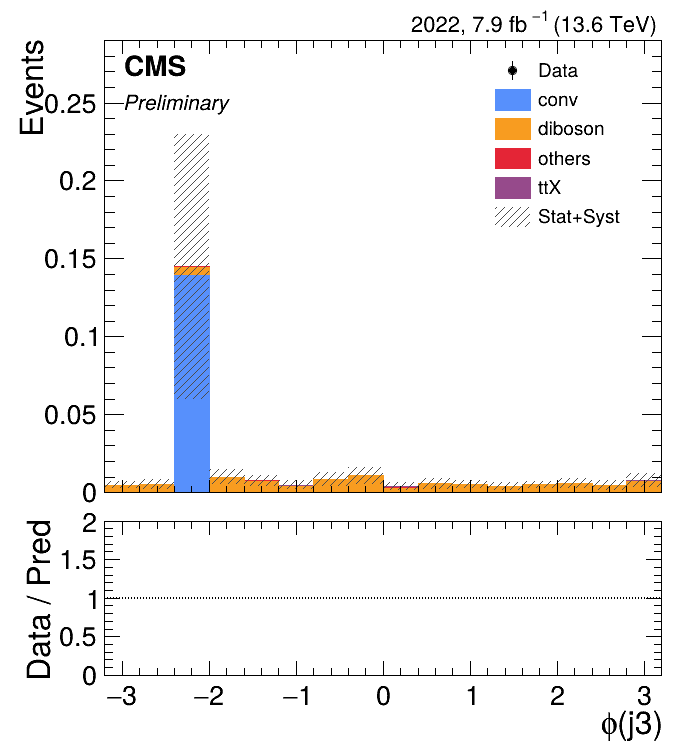 2022, 7.9 fb⁻¹ (13.6 TeV)
CMS
Preliminary
Data
conv
diboson
others
ttX
Stat+Syst
Events
0.25
0.2
0.15
0.1
0.05
0
Data / Pred
2
1.5
1
0.5
0
−3 −2 −1 0 1 2 3
ϕ(j3)